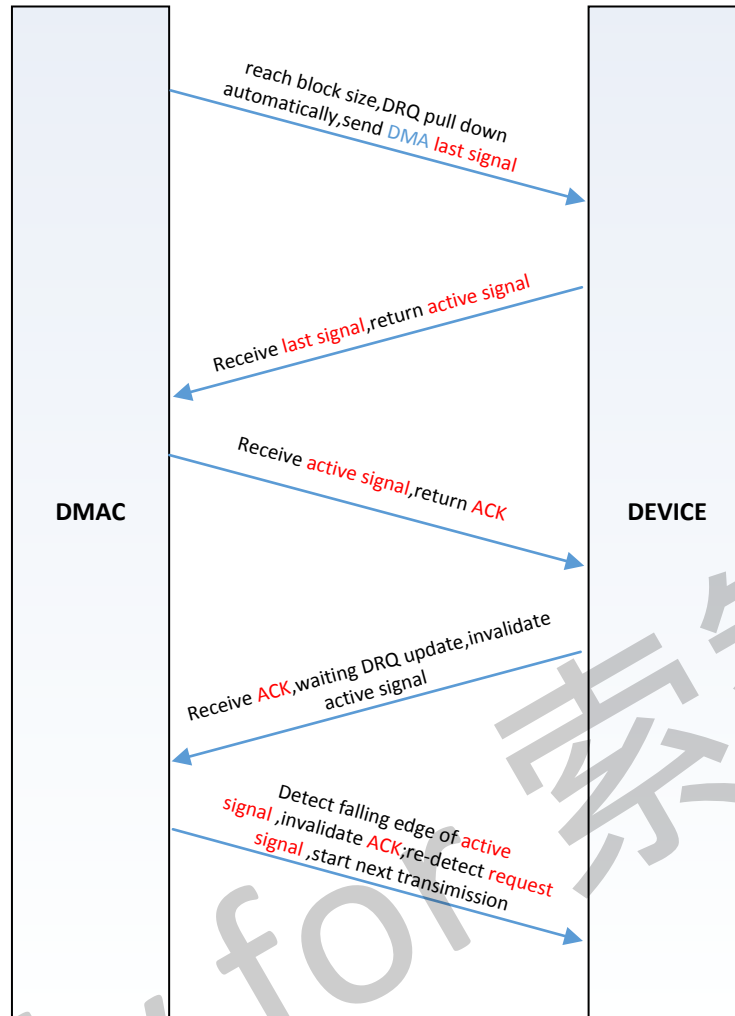 reach block size,DRQ pull down
automatically,send DMA last signal
Receive last signal,return active signal
Receive active signal,return ACK
DMAC
DEVICE
Receive ACK,waiting DRQ update,invalidate
active signal
Detect falling edge of active
signal ,invalidate ACK;re-detect request
signal ,start next transimission
for 索